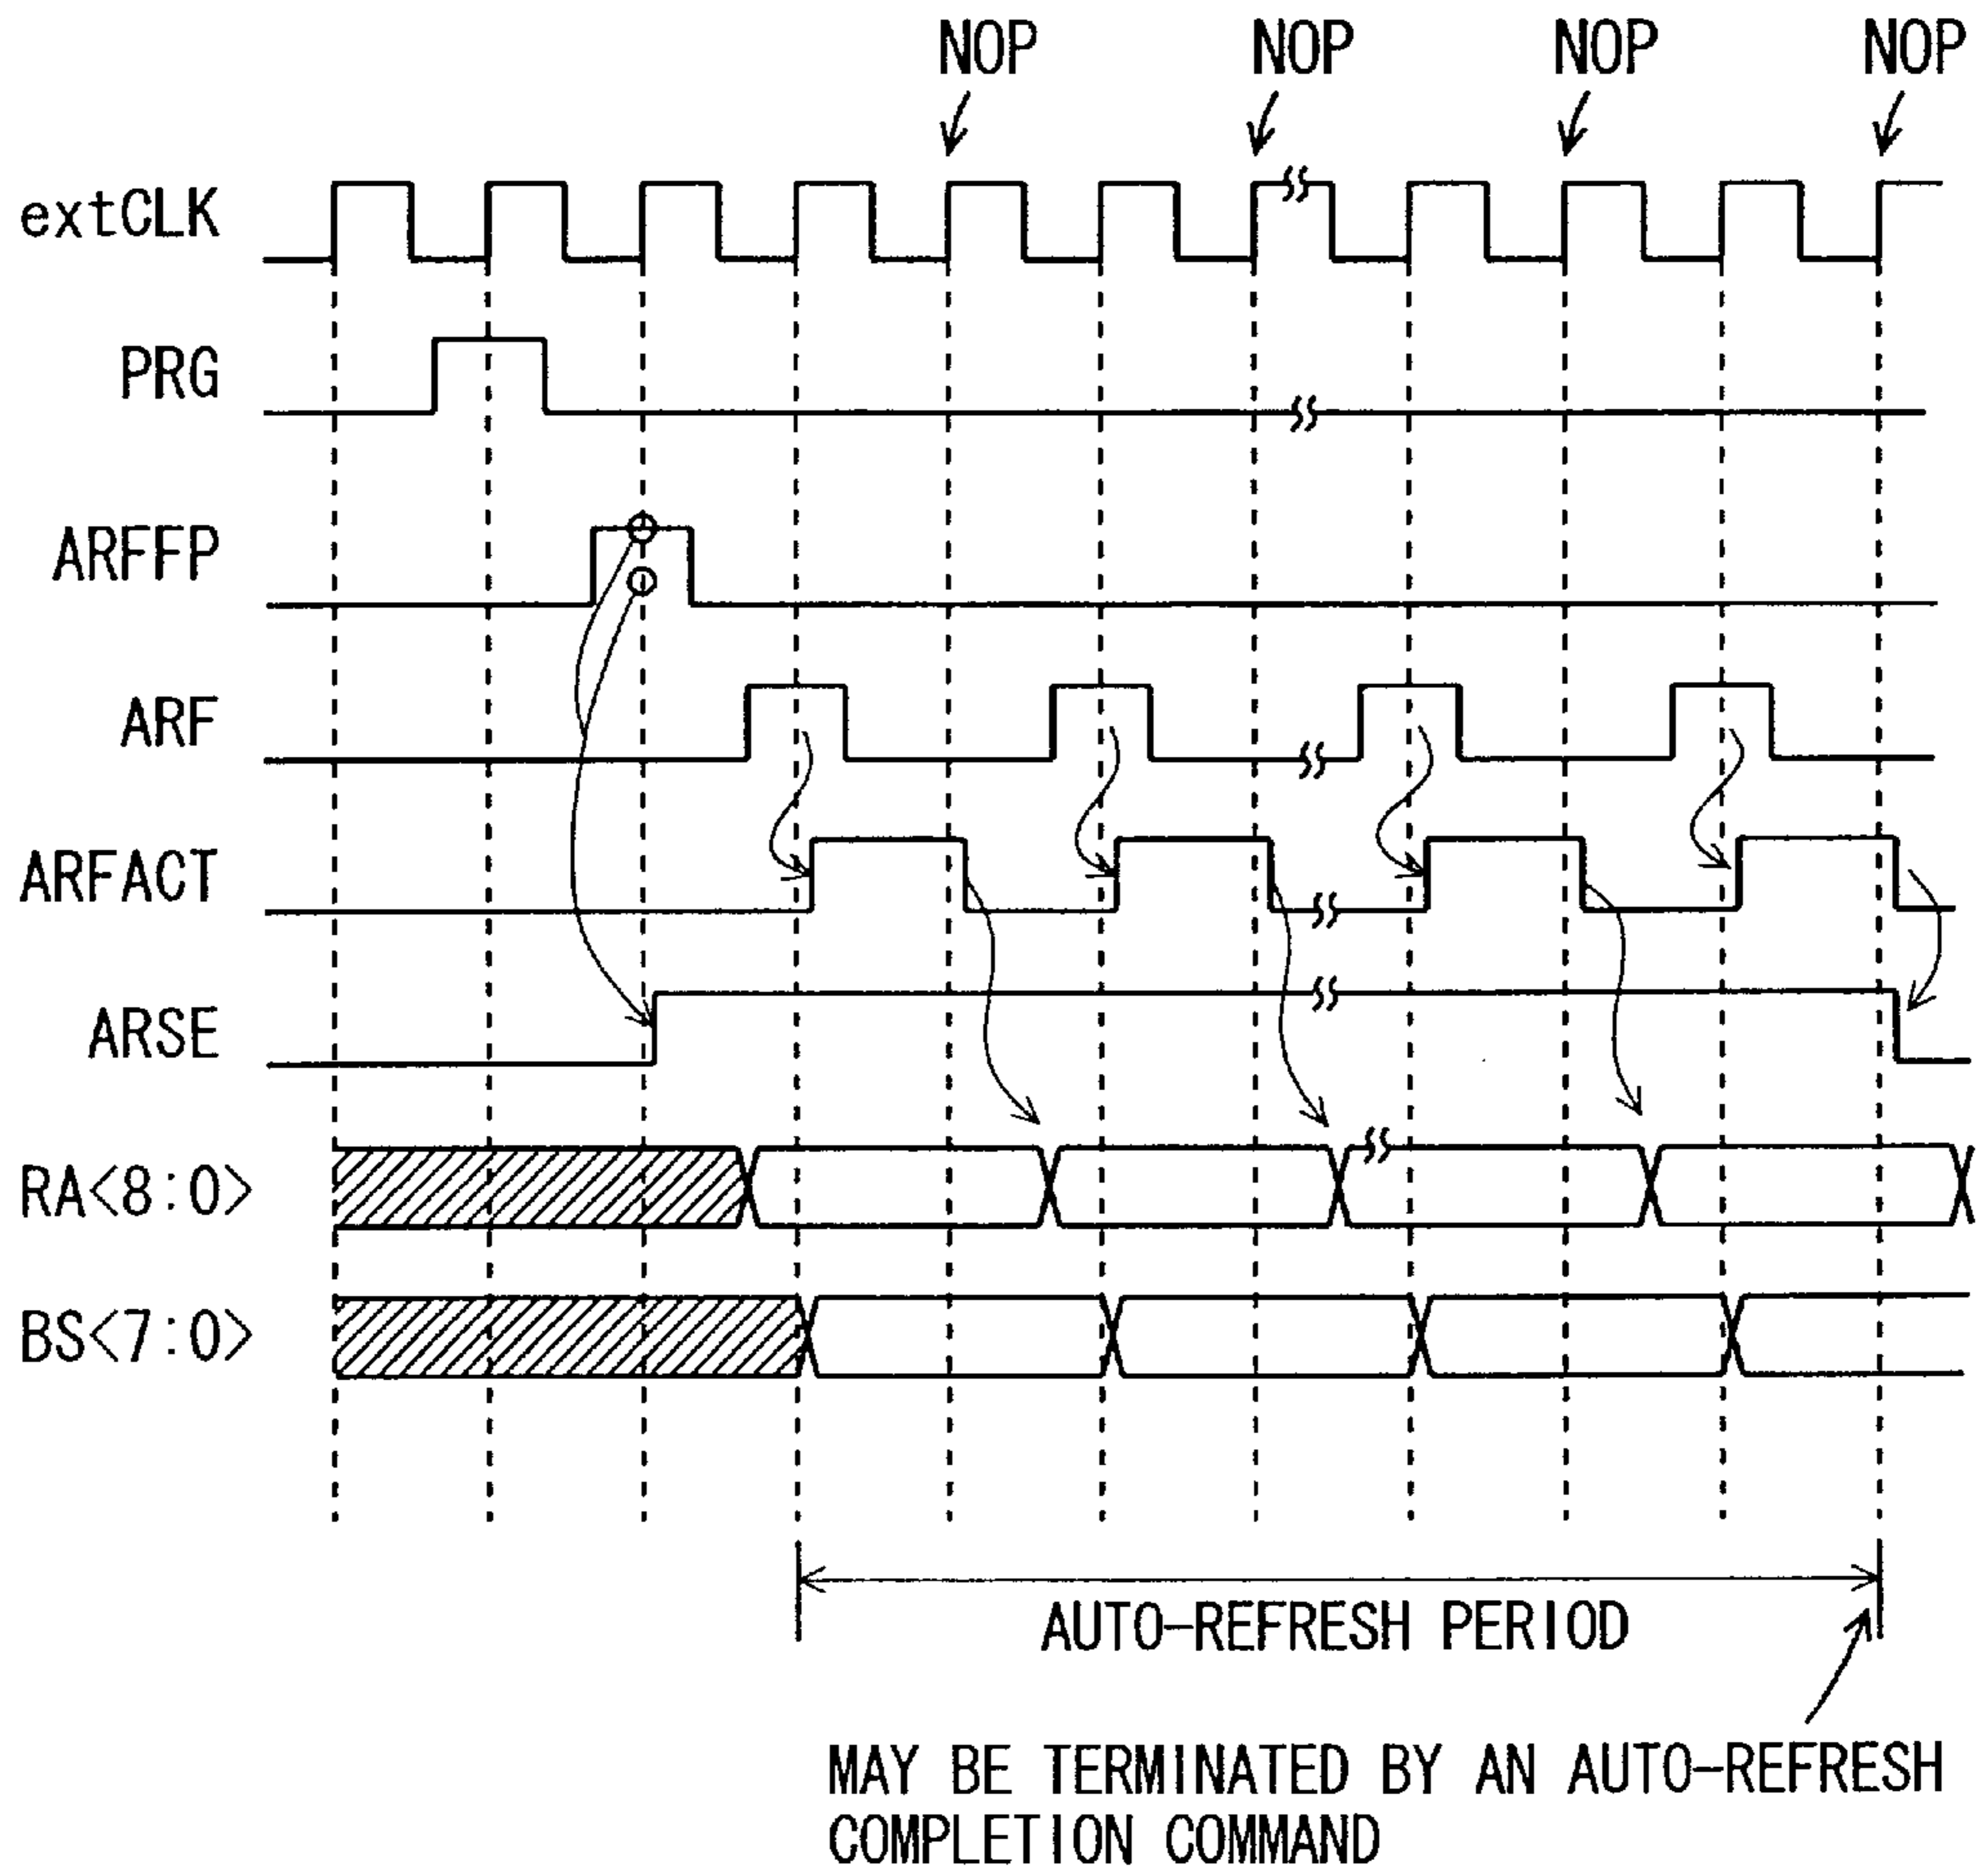 NOP NOP NOP NOP
extCLK
PRG
ARFFP
ARF
ARFACT
ARSE
RA<8:0>
BS<7:0>
AUTO-REFRESH PERIOD
MAY BE TERMINATED BY AN AUTO-REFRESH
COMPLETION COMMAND